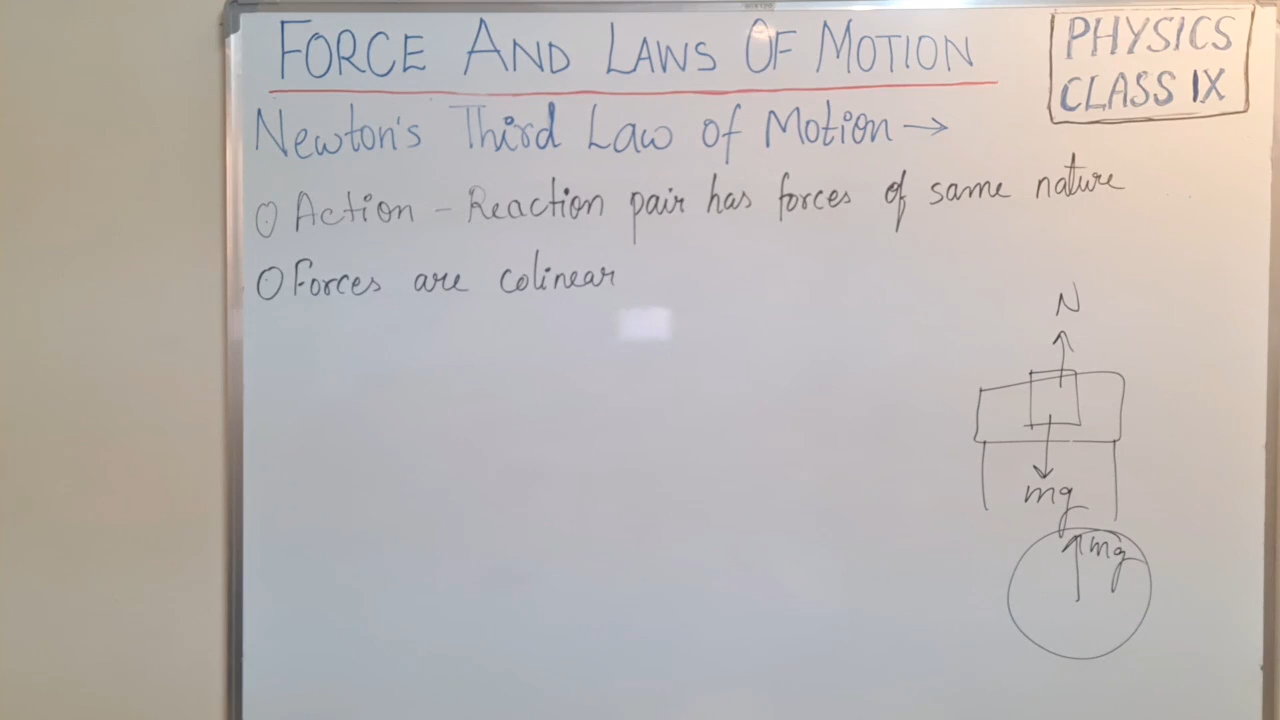 FORCE AND LAWS OF MOTION
PHYSICS
CLASS IX
Newton's Third Law of Motion →
O Action - Reaction pair has forces of same nature
O Forces are colinear
N
mg
mg